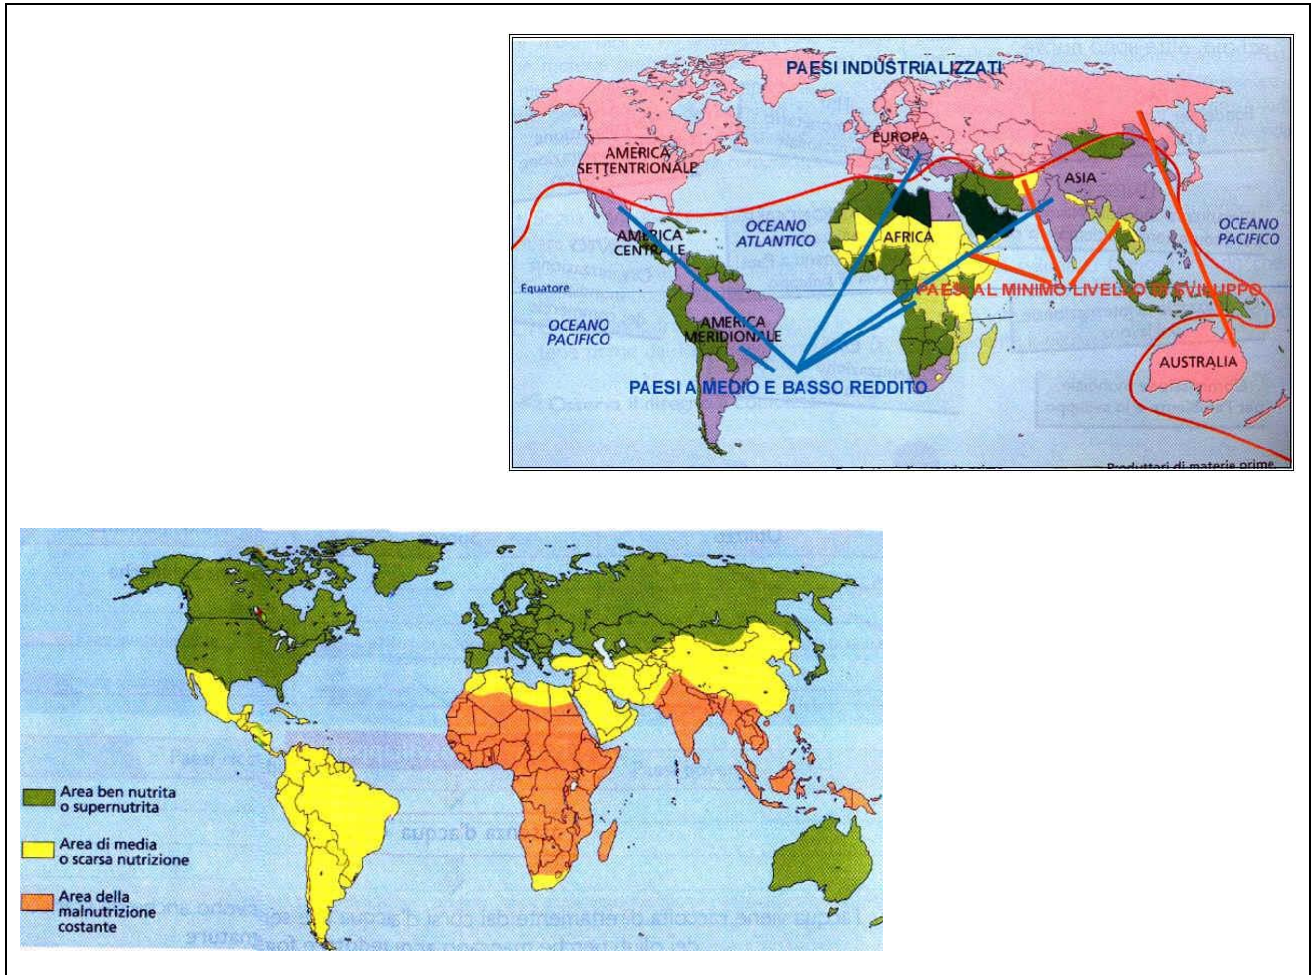 PAESI INDUSTRIALIZZATI
EUROPA
AMERICA
SETTENTRIONALE
ASIA
OCEANO
ATLANTICO
OCEANO
PACIFICO
AMERICA
CENTRALE
AFRICA
Equatore
PAESI AL MINIMO LIVELLO DI SVILUPPO
OCEANO
PACIFICO
AMERICA
MERIDIONALE
AUSTRALIA
PAESI A MEDIO E BASSO REDDITO
Produttori di materie prime,
Area ben nutrita
o supernutrita
Area di media
o scarsa nutrizione
Area della
malnutrizione
costante